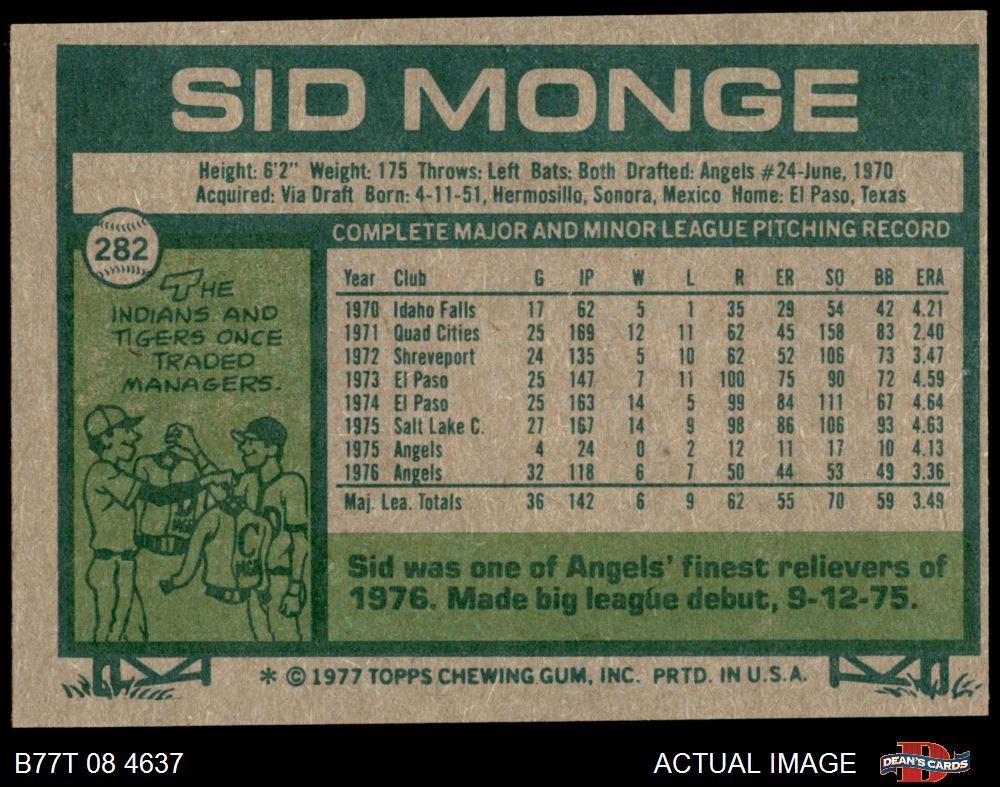 SID MONGE
Height: 6'2" Weight: 175 Throws: Left Bats: Both Drafted: Angels #24-June, 1970
Acquired: Via Draft Born: 4-11-51, Hermosillo, Sonora, Mexico Home: El Paso, Texas
282
THE
INDIANS AND
TIGERS ONCE
TRADED
MANAGERS.
COMPLETE MAJOR AND MINOR LEAGUE PITCHING RECORD
Year Club G IP W L R ER SO BB ERA
1970 Idaho Falls 17 62 5 1 35 29 54 42 4.21
1971 Quad Cities 25 169 12 11 62 45 158 83 2.40
1972 Shreveport 24 135 5 10 62 52 106 73 3.47
1973 El Paso 25 147 7 11 100 75 90 72 4.59
1974 El Paso 25 163 14 5 99 84 111 67 4.64
1975 Salt Lake C. 27 167 14 9 98 86 106 93 4.63
1975 Angels 4 24 0 2 12 11 17 10 4.13
1976 Angels 32 118 6 7 50 44 53 49 3.36
Maj. Lea. Totals 36 142 6 9 62 55 70 59 3.49
C
Sid was one of Angels' finest relievers of
1976. Made big league debut, 9-12-75.
* © 1977 TOPPS CHEWING GUM, INC. PRTD. IN U.S.A.
B77T 08 4637
ACTUAL IMAGE
D
DEAN'S CARDS